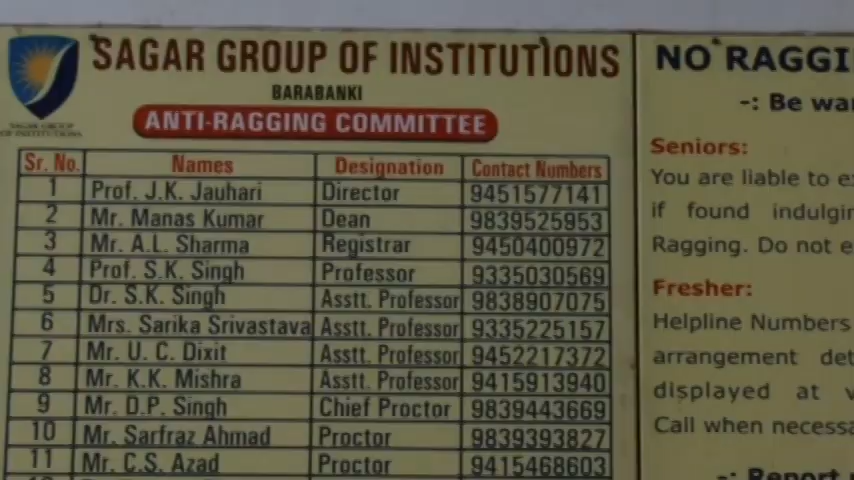 SAGAR GROUP OF INSTITUTIONS
BARABANKI
SAGAR GROUP
OF INSTITUTIONS
ANTI-RAGGING COMMITTEE
Sr. No. Names Designation Contact Numbers
1 Prof. J.K. Jauhari Director 9451577141
2 Mr. Manas Kumar Dean 9839525953
3 Mr. A.L. Sharma Registrar 9450400972
4 Prof. S.K. Singh Professor 9335030569
5 Dr. S.K. Singh Asstt. Professor 9838907075
6 Mrs. Sarika Srivastava Asstt. Professor 9335225157
7 Mr. U. C. Dixit Asstt. Professor 9452217372
8 Mr. K.K. Mishra Asstt. Professor 9415913940
9 Mr. D.P. Singh Chief Proctor 9839443669
10 Mr. Sarfraz Ahmad Proctor 9839393827
11 Mr. C.S. Azad Proctor 9415468603
NO RAGGI
-: Be wa
Seniors:
You are liable to e
if found indulgin
Ragging. Do not e
Fresher:
Helpline Numbers
arrangement det
displayed at v
Call when necessa
-: Report